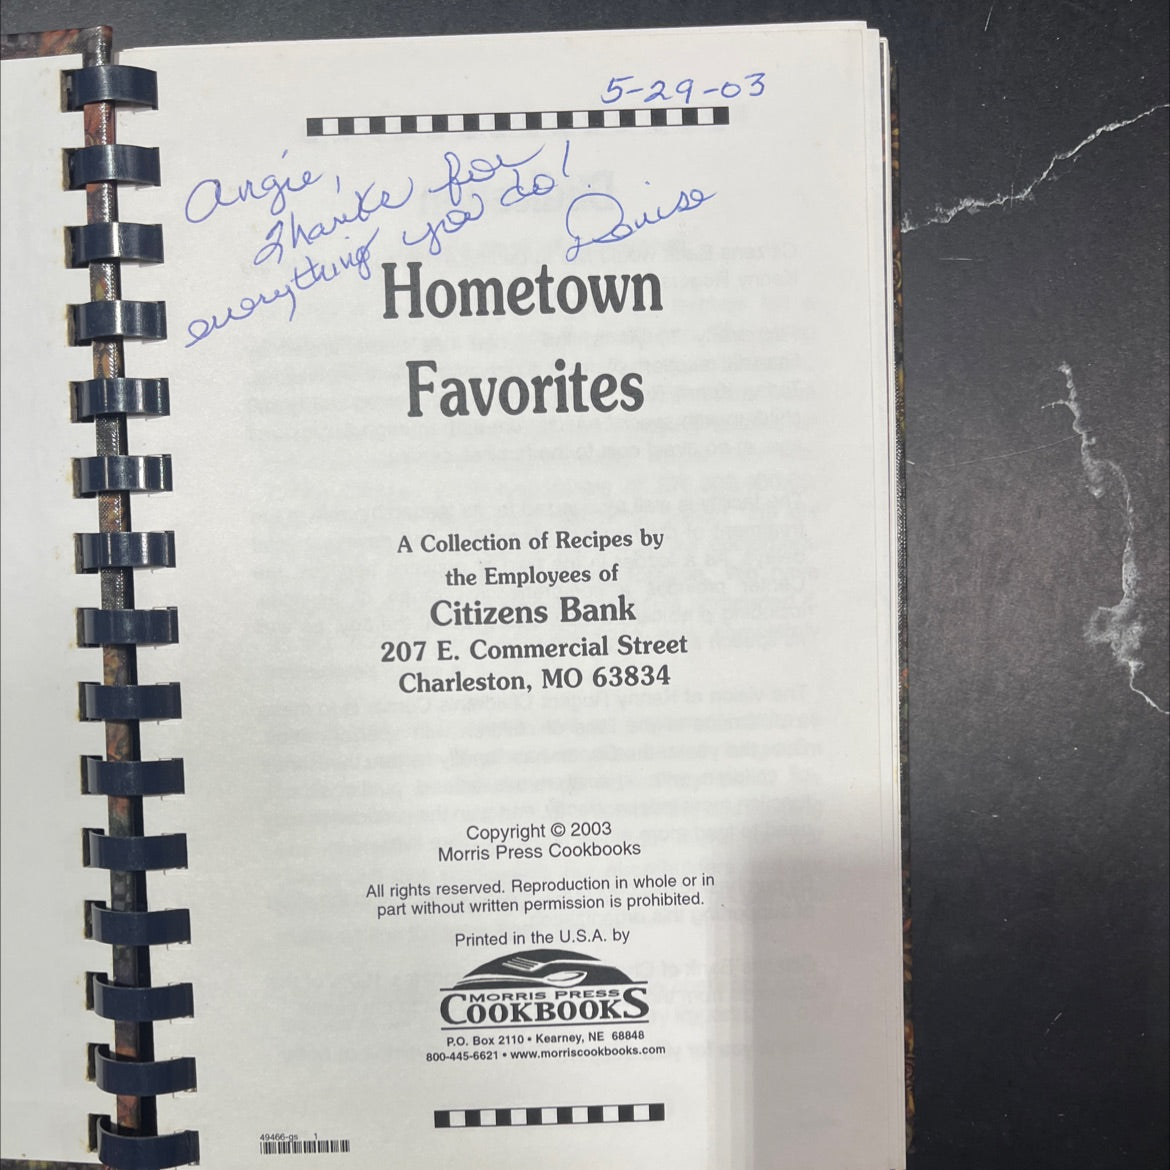 5-29-03
Angie,
Thanks for
everything you do!
Louise
Hometown
Favorites
A Collection of Recipes by
the Employees of
Citizens Bank
207 E. Commercial Street
Charleston, MO 63834
Copyright © 2003
Morris Press Cookbooks
All rights reserved. Reproduction in whole or in
part without written permission is prohibited.
Printed in the U.S.A. by
MORRIS PRESS
COOKBOOKS
P.O. Box 2110 • Kearney, NE 68848
800-445-6621 • www.morriscookbooks.com
49466-gs 1